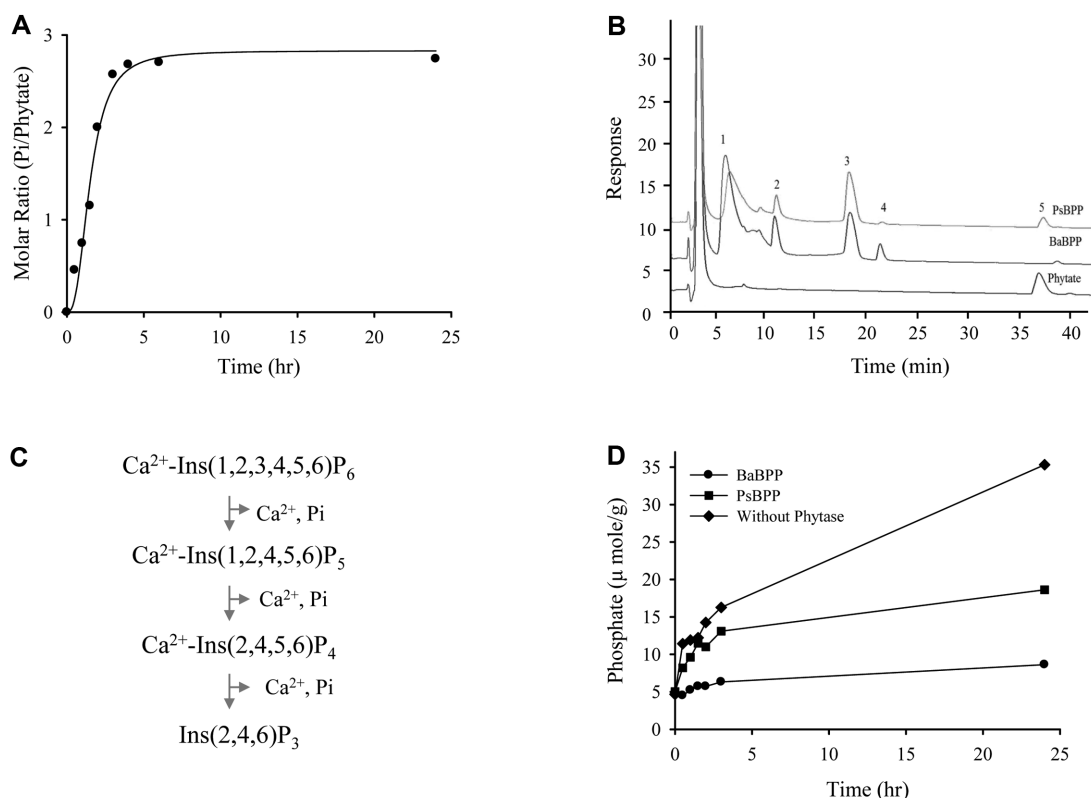 A
3
2
1
0
Molar Ratio (Pi/Phytate)
0 5 10 15 20 25
Time (hr)
B
30
25
20
15
10
5
0
Response
1
2
3
4
5
PsBPP
BaBPP
Phytate
0 5 10 15 20 25 30 35 40
Time (min)
C
Ca²⁺-Ins(1,2,3,4,5,6)P₆
Ca²⁺, Pi
Ca²⁺-Ins(1,2,4,5,6)P₅
Ca²⁺, Pi
Ca²⁺-Ins(2,4,5,6)P₄
Ca²⁺, Pi
Ins(2,4,6)P₃
D
35
30
25
20
15
10
5
0
Phosphate (μ mole/g)
BaBPP
PsBPP
Without Phytase
0 5 10 15 20 25
Time (hr)